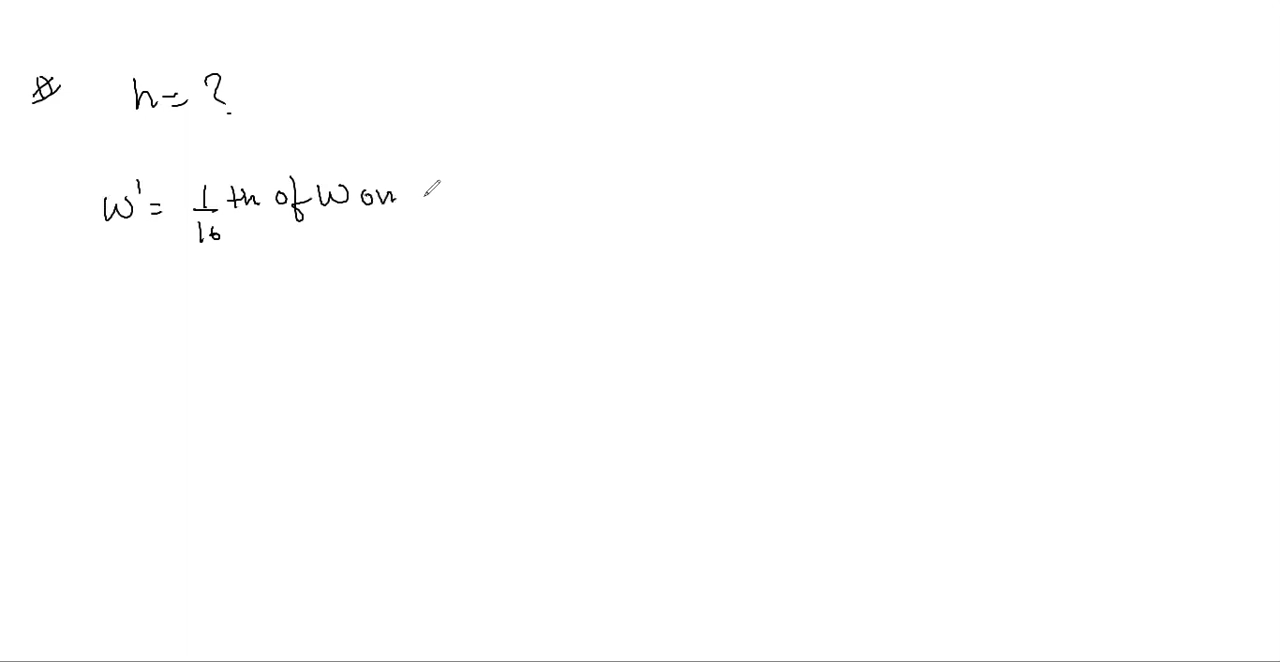 h = ?
W' = 1/16 th of W on